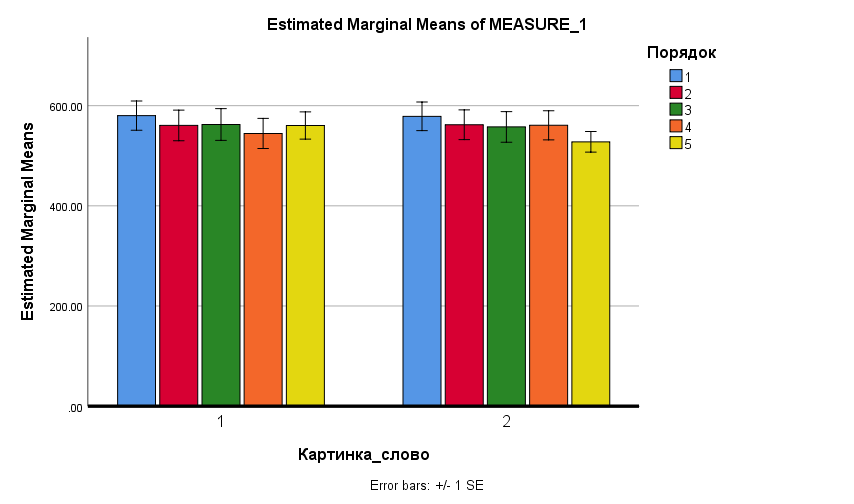 Estimated Marginal Means of MEASURE_1
Порядок
1
2
3
4
5
Estimated Marginal Means
600.00
400.00
200.00
.00
1
2
Картинка_слово
Error bars: +/- 1 SE